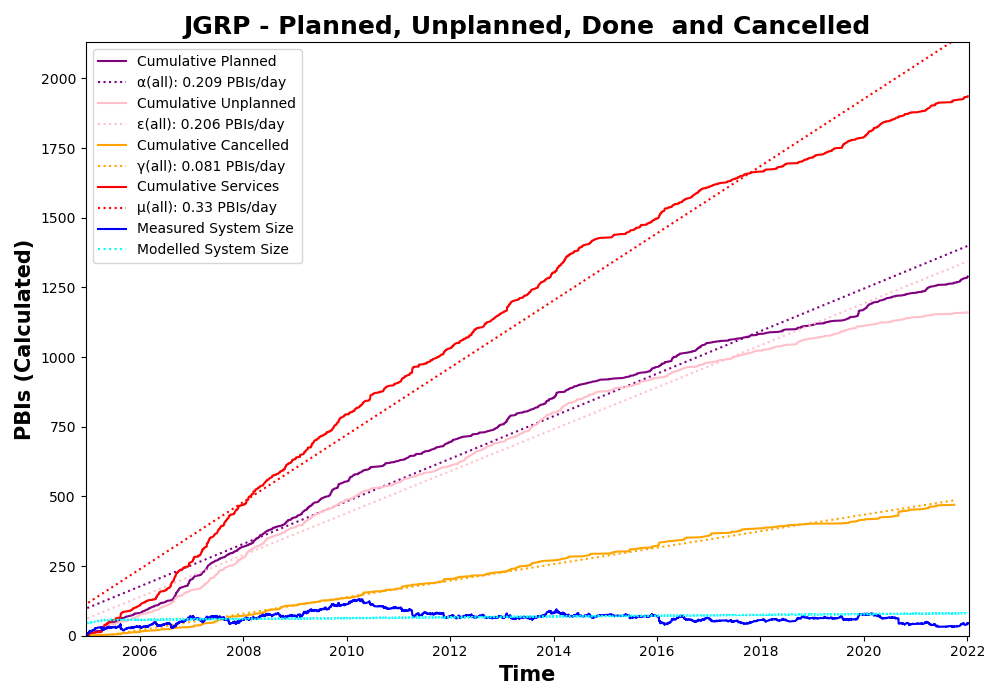 JGRP - Planned, Unplanned, Done  and Cancelled
Cumulative Planned
α(all): 0.209 PBIs/day
Cumulative Unplanned
ε(all): 0.206 PBIs/day
Cumulative Cancelled
γ(all): 0.081 PBIs/day
Cumulative Services
μ(all): 0.33 PBIs/day
Measured System Size
Modelled System Size
PBIs (Calculated)
2000
1750
1500
1250
1000
750
500
250
0
2006 2008 2010 2012 2014 2016 2018 2020 2022
Time